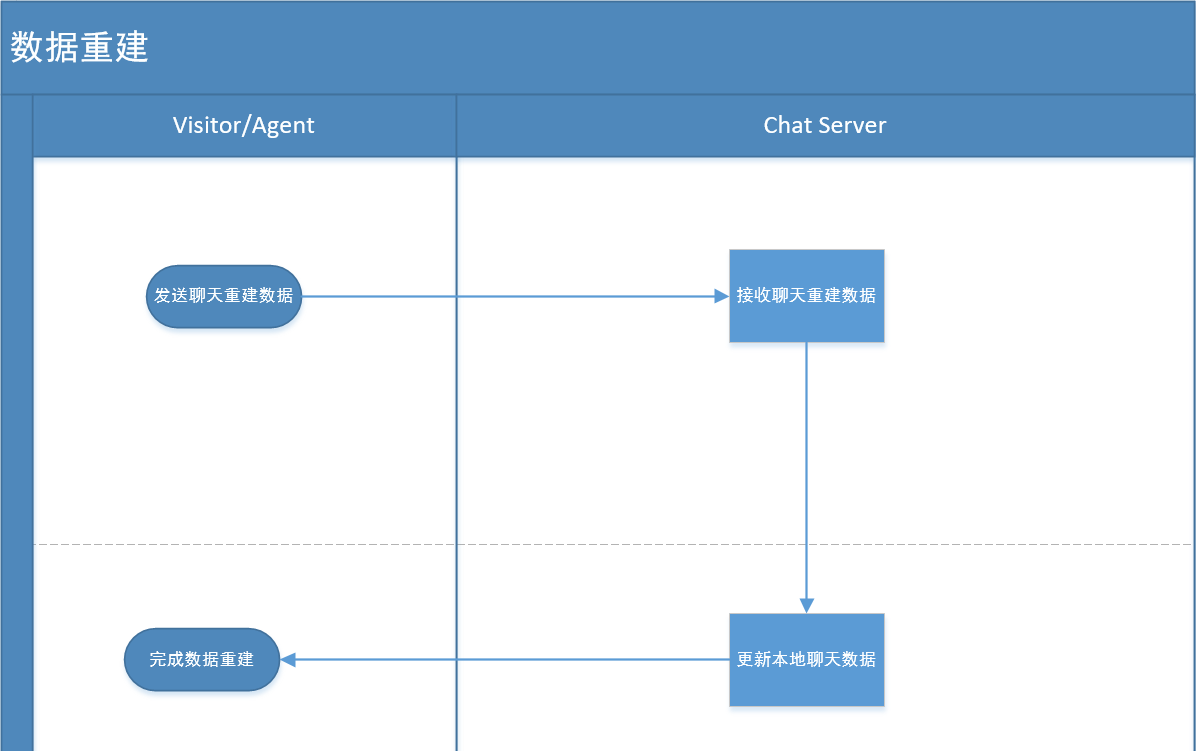 数据重建
Visitor/Agent
Chat Server
发送聊天重建数据
接收聊天重建数据
完成数据重建
更新本地聊天数据